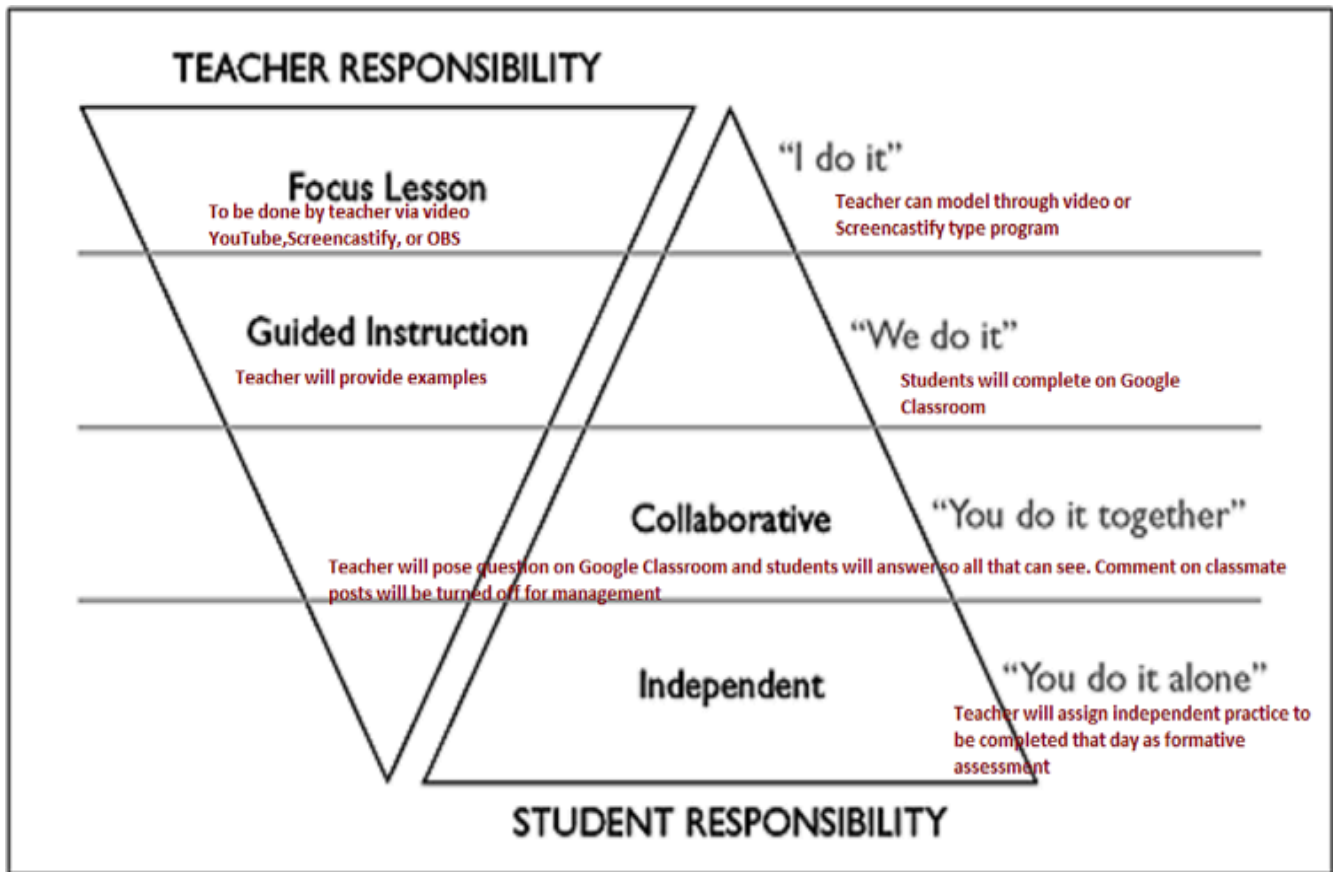 TEACHER RESPONSIBILITY
Focus Lesson
To be done by teacher via video
YouTube,Screencastify, or OBS
“I do it”
Teacher can model through video or
Screencastify type program
Guided Instruction
Teacher will provide examples
“We do it”
Students will complete on Google
Classroom
Collaborative
“You do it together”
Teacher will pose question on Google Classroom and students will answer so all that can see. Comment on classmate
posts will be turned off for management
Independent
“You do it alone”
Teacher will assign independent practice to
be completed that day as formative
assessment
STUDENT RESPONSIBILITY